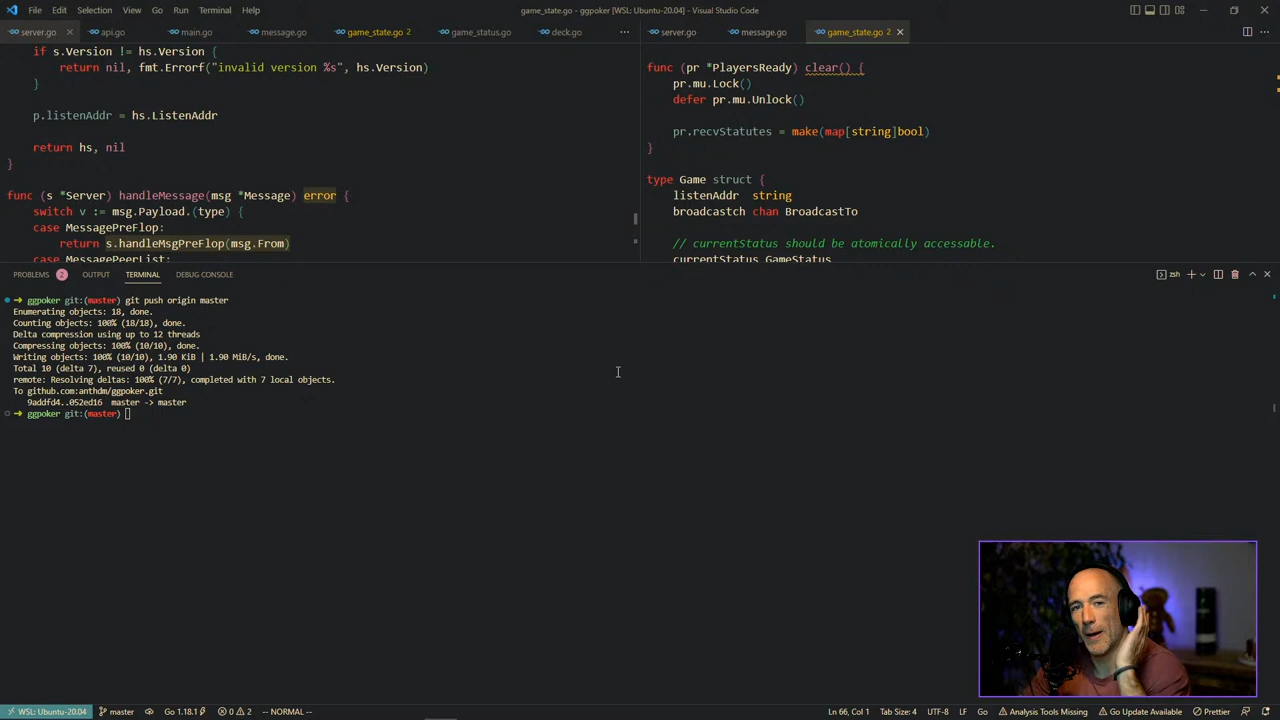 File Edit Selection View Go Run Terminal Help
game_state.go - ggpoker [WSL: Ubuntu-20.04] - Visual Studio Code
server.go api.go main.go message.go game_state.go 2 game_status.go deck.go
if s.Version != hs.Version {
return nil, fmt.Errorf("invalid version %s", hs.Version)
}
p.listenAddr = hs.ListenAddr
return hs, nil
}
func (s *Server) handleMessage(msg *Message) error {
switch v := msg.Payload.(type) {
case MessagePreFlop:
return s.handleMsgPreFlop(msg.From)
case MessagePeerList:
server.go message.go game_state.go 2
func (pr *PlayersReady) clear() {
pr.mu.Lock()
defer pr.mu.Unlock()
pr.recvStatutes = make(map[string]bool)
}
type Game struct {
listenAddr string
broadcastch chan BroadcastTo
// currentStatus should be atomically accessable.
currentStatus GameStatus
PROBLEMS 2 OUTPUT TERMINAL DEBUG CONSOLE
zsh
→ ggpoker git:(master) git push origin master
Enumerating objects: 18, done.
Counting objects: 100% (18/18), done.
Delta compression using up to 12 threads
Compressing objects: 100% (10/10), done.
Writing objects: 100% (10/10), 1.90 KiB | 1.90 MiB/s, done.
Total 10 (delta 7), reused 0 (delta 0)
remote: Resolving deltas: 100% (7/7), completed with 7 local objects.
To github.com:anthdm/ggpoker.git
9addfd4..052ed16 master -> master
→ ggpoker git:(master)
WSL: Ubuntu-20.04 master Go 1.18.1 0 2 -- NORMAL -- Ln 66, Col 1 Tab Size: 4 UTF-8 LF Go Analysis Tools Missing Go Update Available Prettier